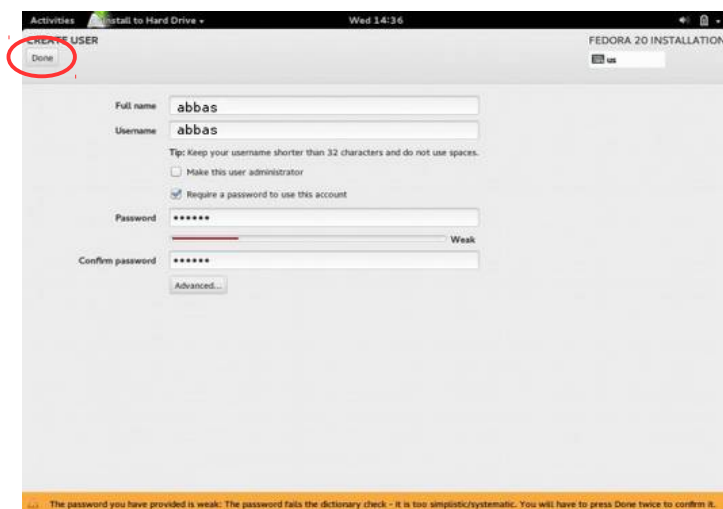 Activities Install to Hard Drive Wed 14:36
CREATE USER FEDORA 20 INSTALLATION
Done us
Full name abbas
Username abbas
Tip: Keep your username shorter than 32 characters and do not use spaces.
Make this user administrator
Require a password to use this account
Password ••••••
Weak
Confirm password ••••••
Advanced...
The password you have provided is weak: The password fails the dictionary check - it is too simplistic/systematic. You will have to press Done twice to confirm it.